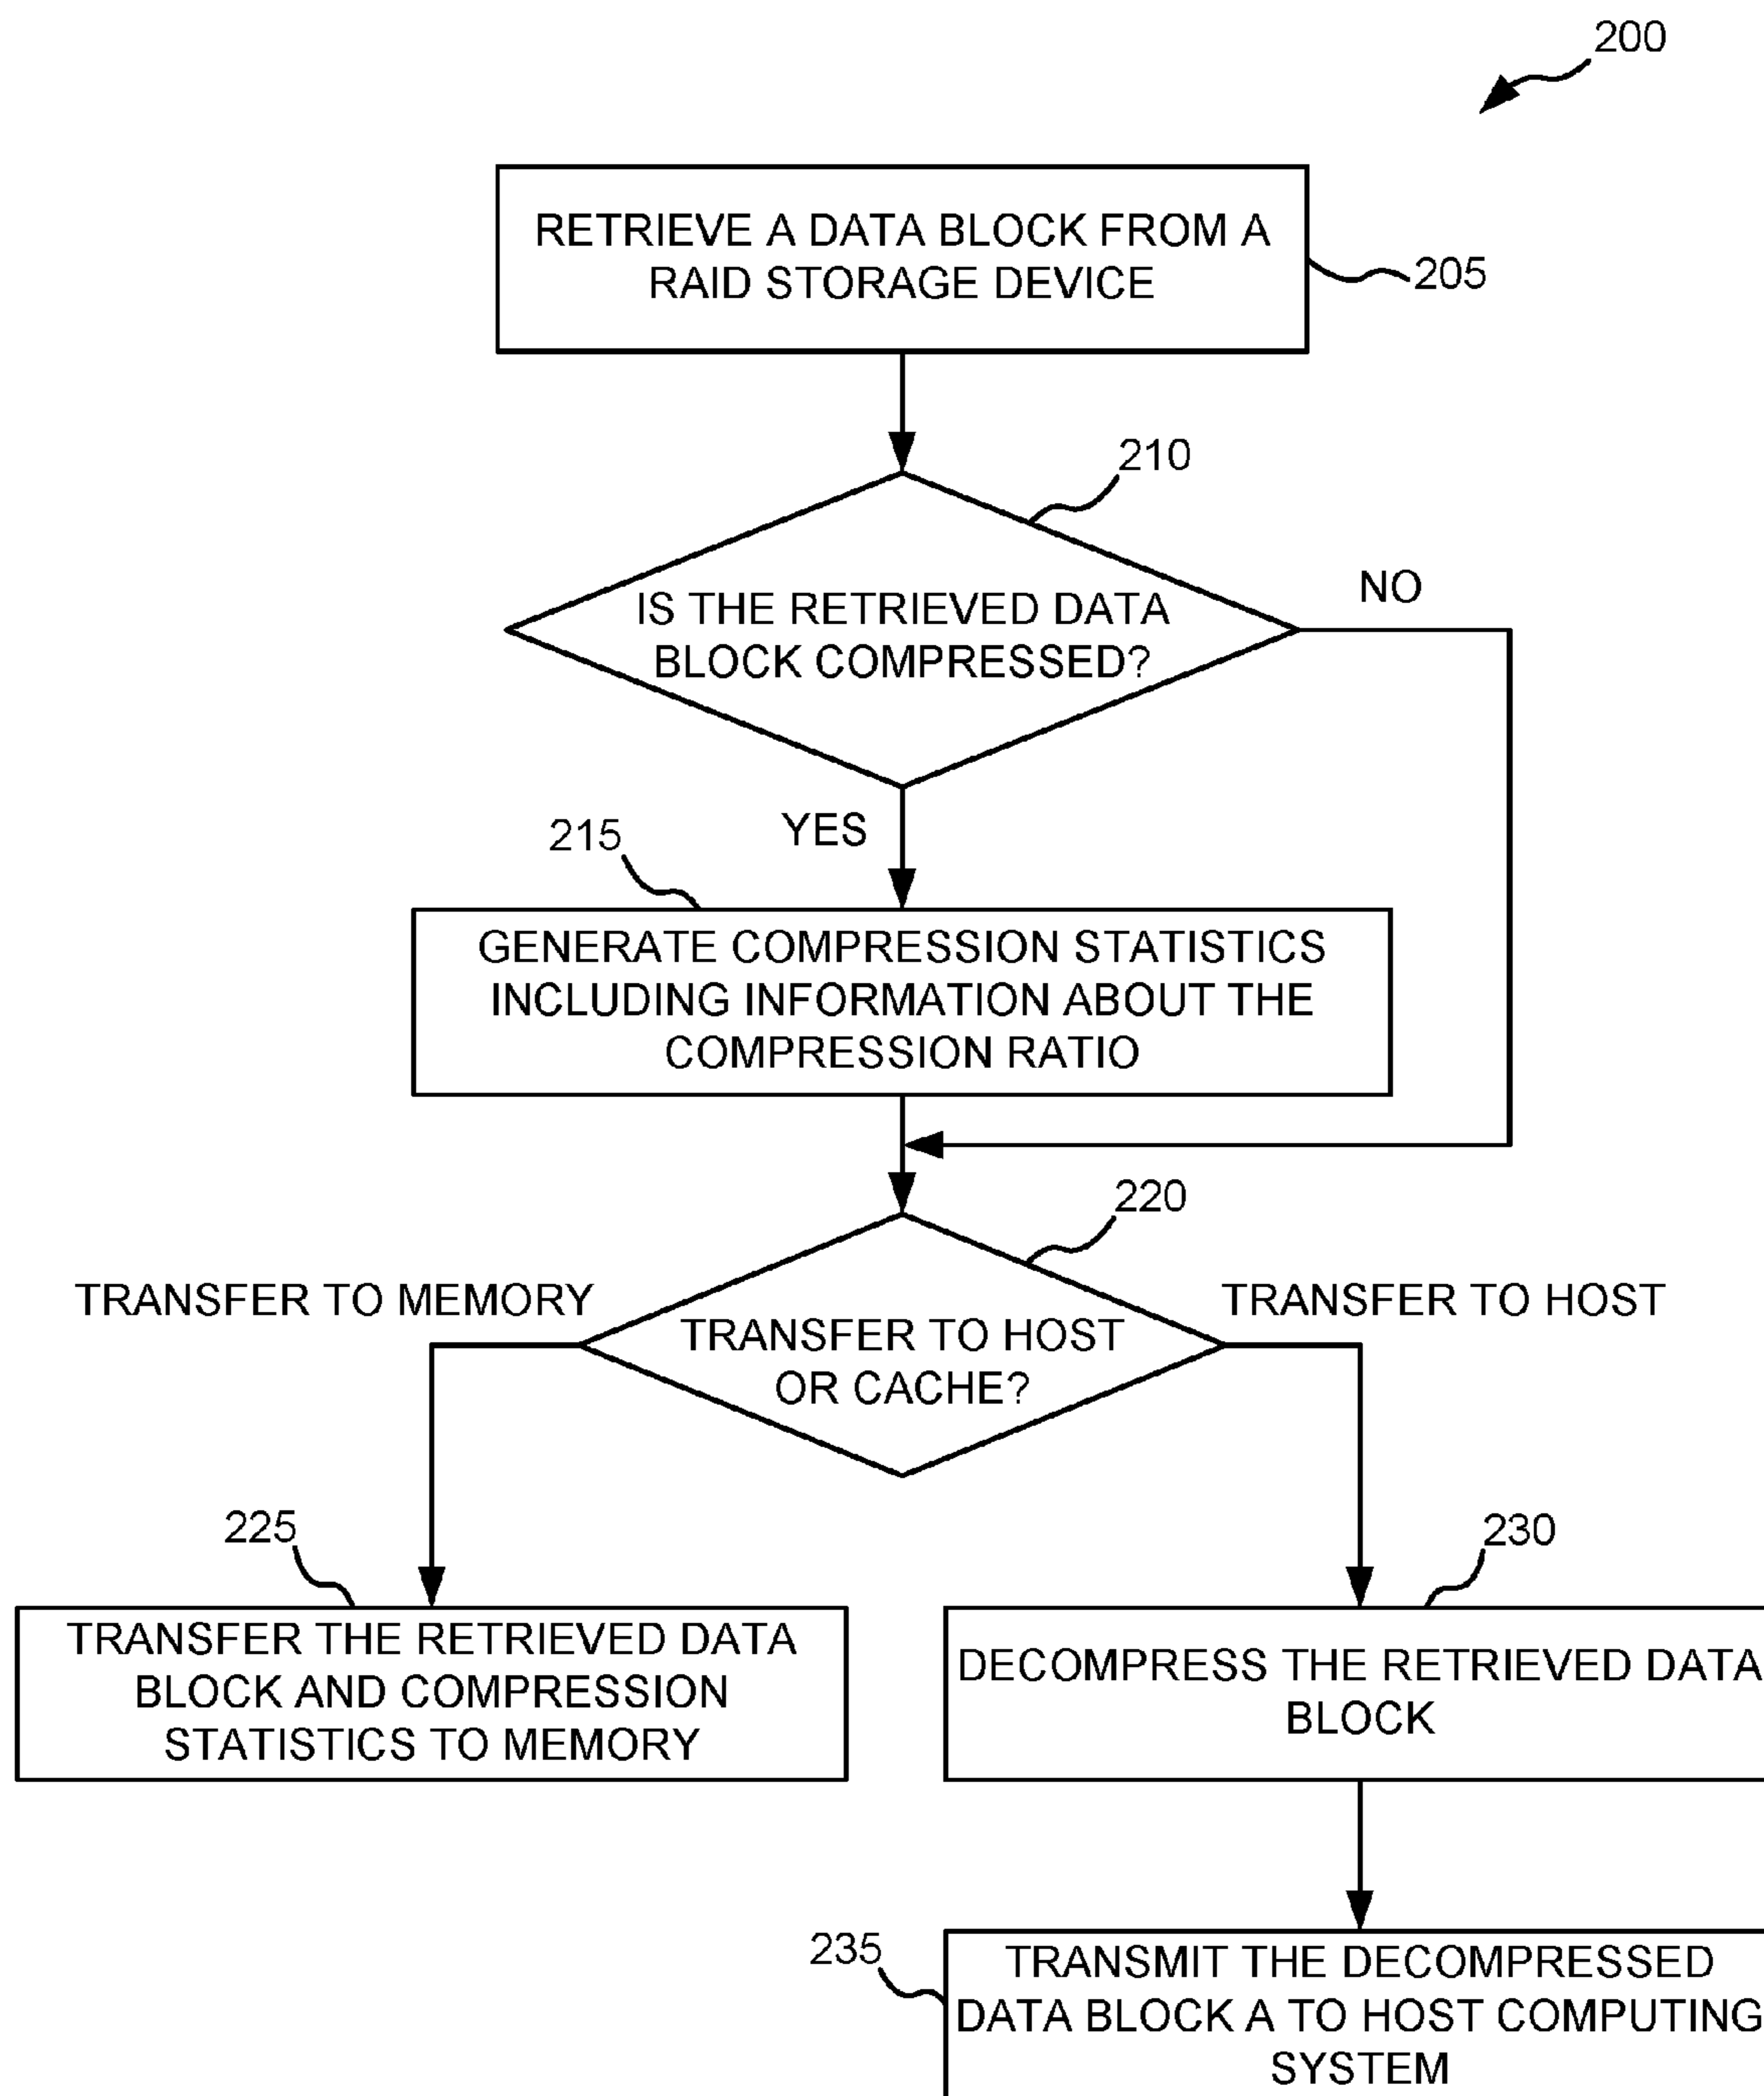 200
RETRIEVE A DATA BLOCK FROM A
RAID STORAGE DEVICE
205
210
IS THE RETRIEVED DATA
BLOCK COMPRESSED?
NO
YES
215
GENERATE COMPRESSION STATISTICS
INCLUDING INFORMATION ABOUT THE
COMPRESSION RATIO
220
TRANSFER TO MEMORY
TRANSFER TO HOST
OR CACHE?
TRANSFER TO HOST
225
TRANSFER THE RETRIEVED DATA
BLOCK AND COMPRESSION
STATISTICS TO MEMORY
230
DECOMPRESS THE RETRIEVED DATA
BLOCK
235
TRANSMIT THE DECOMPRESSED
DATA BLOCK A TO HOST COMPUTING
SYSTEM